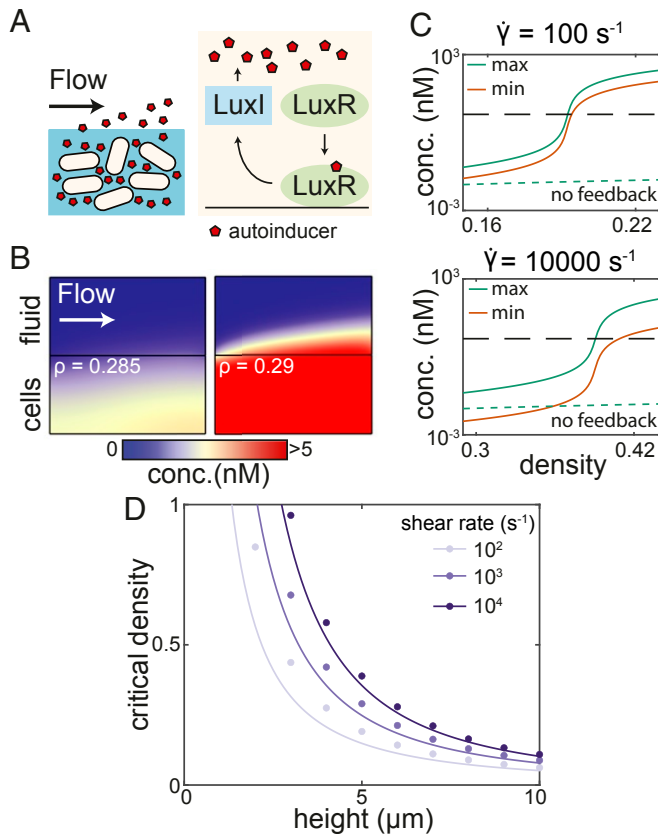 A
Flow
LuxI
LuxR
LuxR
autoinducer
B
Flow
fluid
cells
ρ = 0.285
ρ = 0.29
0
>5
conc.(nM)
C
γ̇ = 100 s⁻¹
10³
max
min
conc. (nM)
no feedback
10⁻³
0.16
0.22
γ̇ = 10000 s⁻¹
10³
max
min
conc. (nM)
no feedback
10⁻³
0.3
0.42
density
D
1
shear rate (s⁻¹)
10²
10³
10⁴
critical density
0.5
0
0
5
10
height (μm)